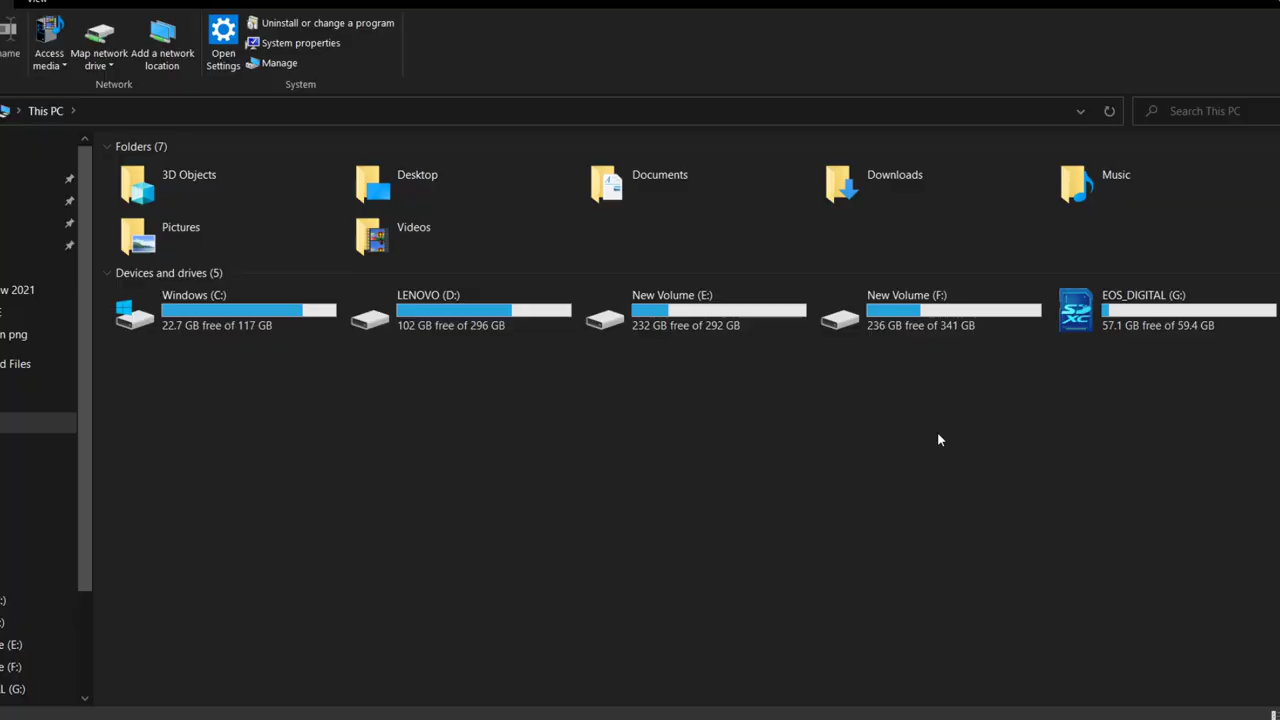 View
name
Access media
Map network drive
Add a network location
Network
Open Settings
Uninstall or change a program
System properties
Manage
System
This PC
Search This PC
Folders (7)
3D Objects
Desktop
Documents
Downloads
Music
Pictures
Videos
Devices and drives (5)
Windows (C:)
22.7 GB free of 117 GB
LENOVO (D:)
102 GB free of 296 GB
New Volume (E:)
232 GB free of 292 GB
New Volume (F:)
236 GB free of 341 GB
EOS_DIGITAL (G:)
57.1 GB free of 59.4 GB
w 2021
n png
d Files
:)
:)
e (E:)
e (F:)
L (G:)